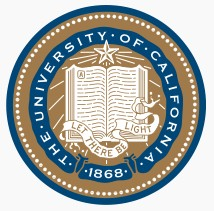 ·THE·UNIVERSITY·OF·CALIFORNIA·
A
LET THERE BE LIGHT
·1868·